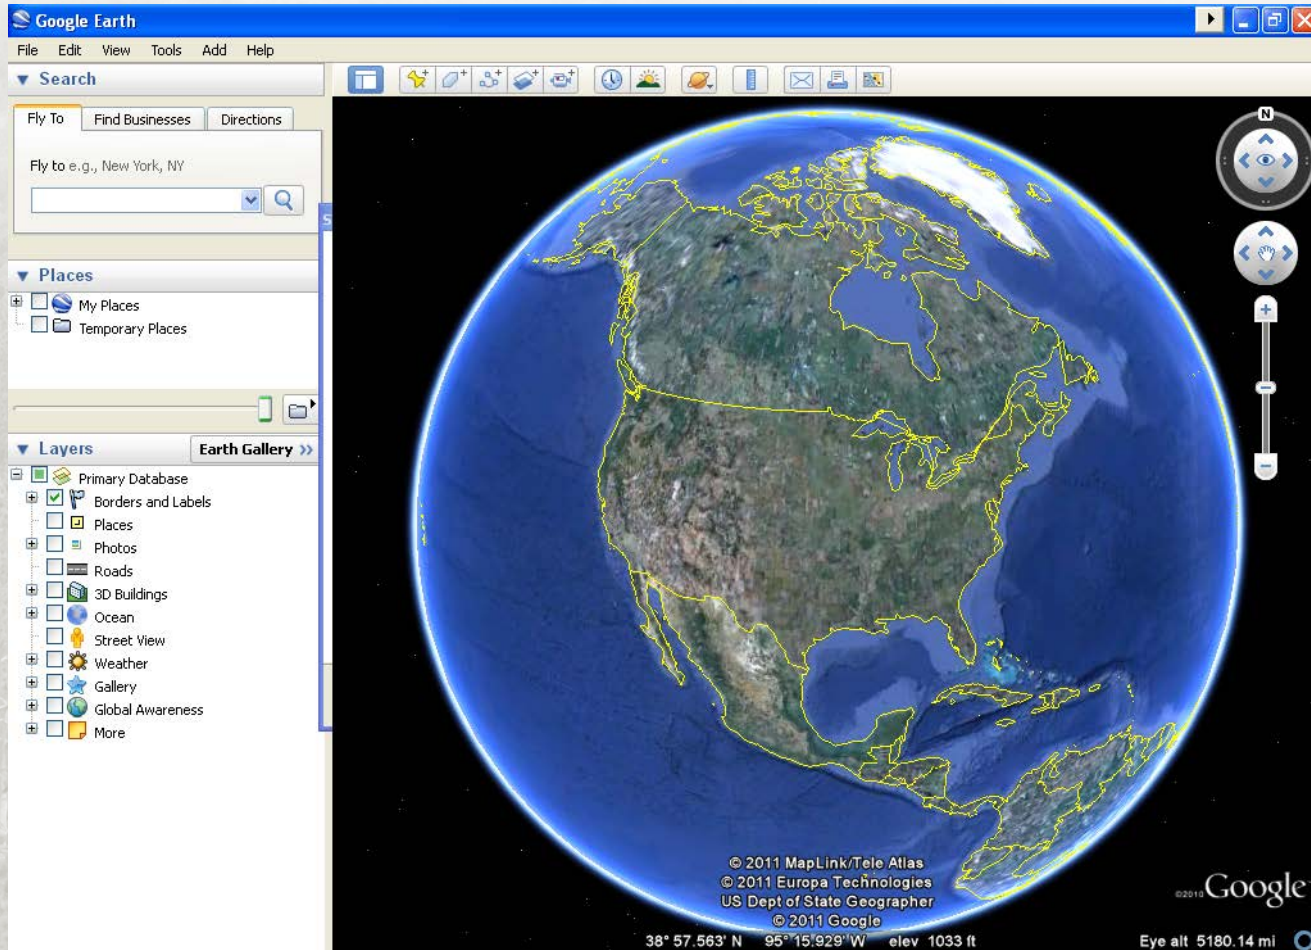 Google Earth
File Edit View Tools Add Help
Search
Fly To Find Businesses Directions
Fly to e.g., New York, NY
Places
My Places
Temporary Places
Layers Earth Gallery >>
Primary Database
Borders and Labels
Places
Photos
Roads
3D Buildings
Ocean
Street View
Weather
Gallery
Global Awareness
More
N
© 2011 MapLink/Tele Atlas
© 2011 Europa Technologies
US Dept of State Geographer
© 2011 Google
©2010 Google
38° 57.563' N 95° 15.929' W elev 1033 ft Eye alt 5180.14 mi